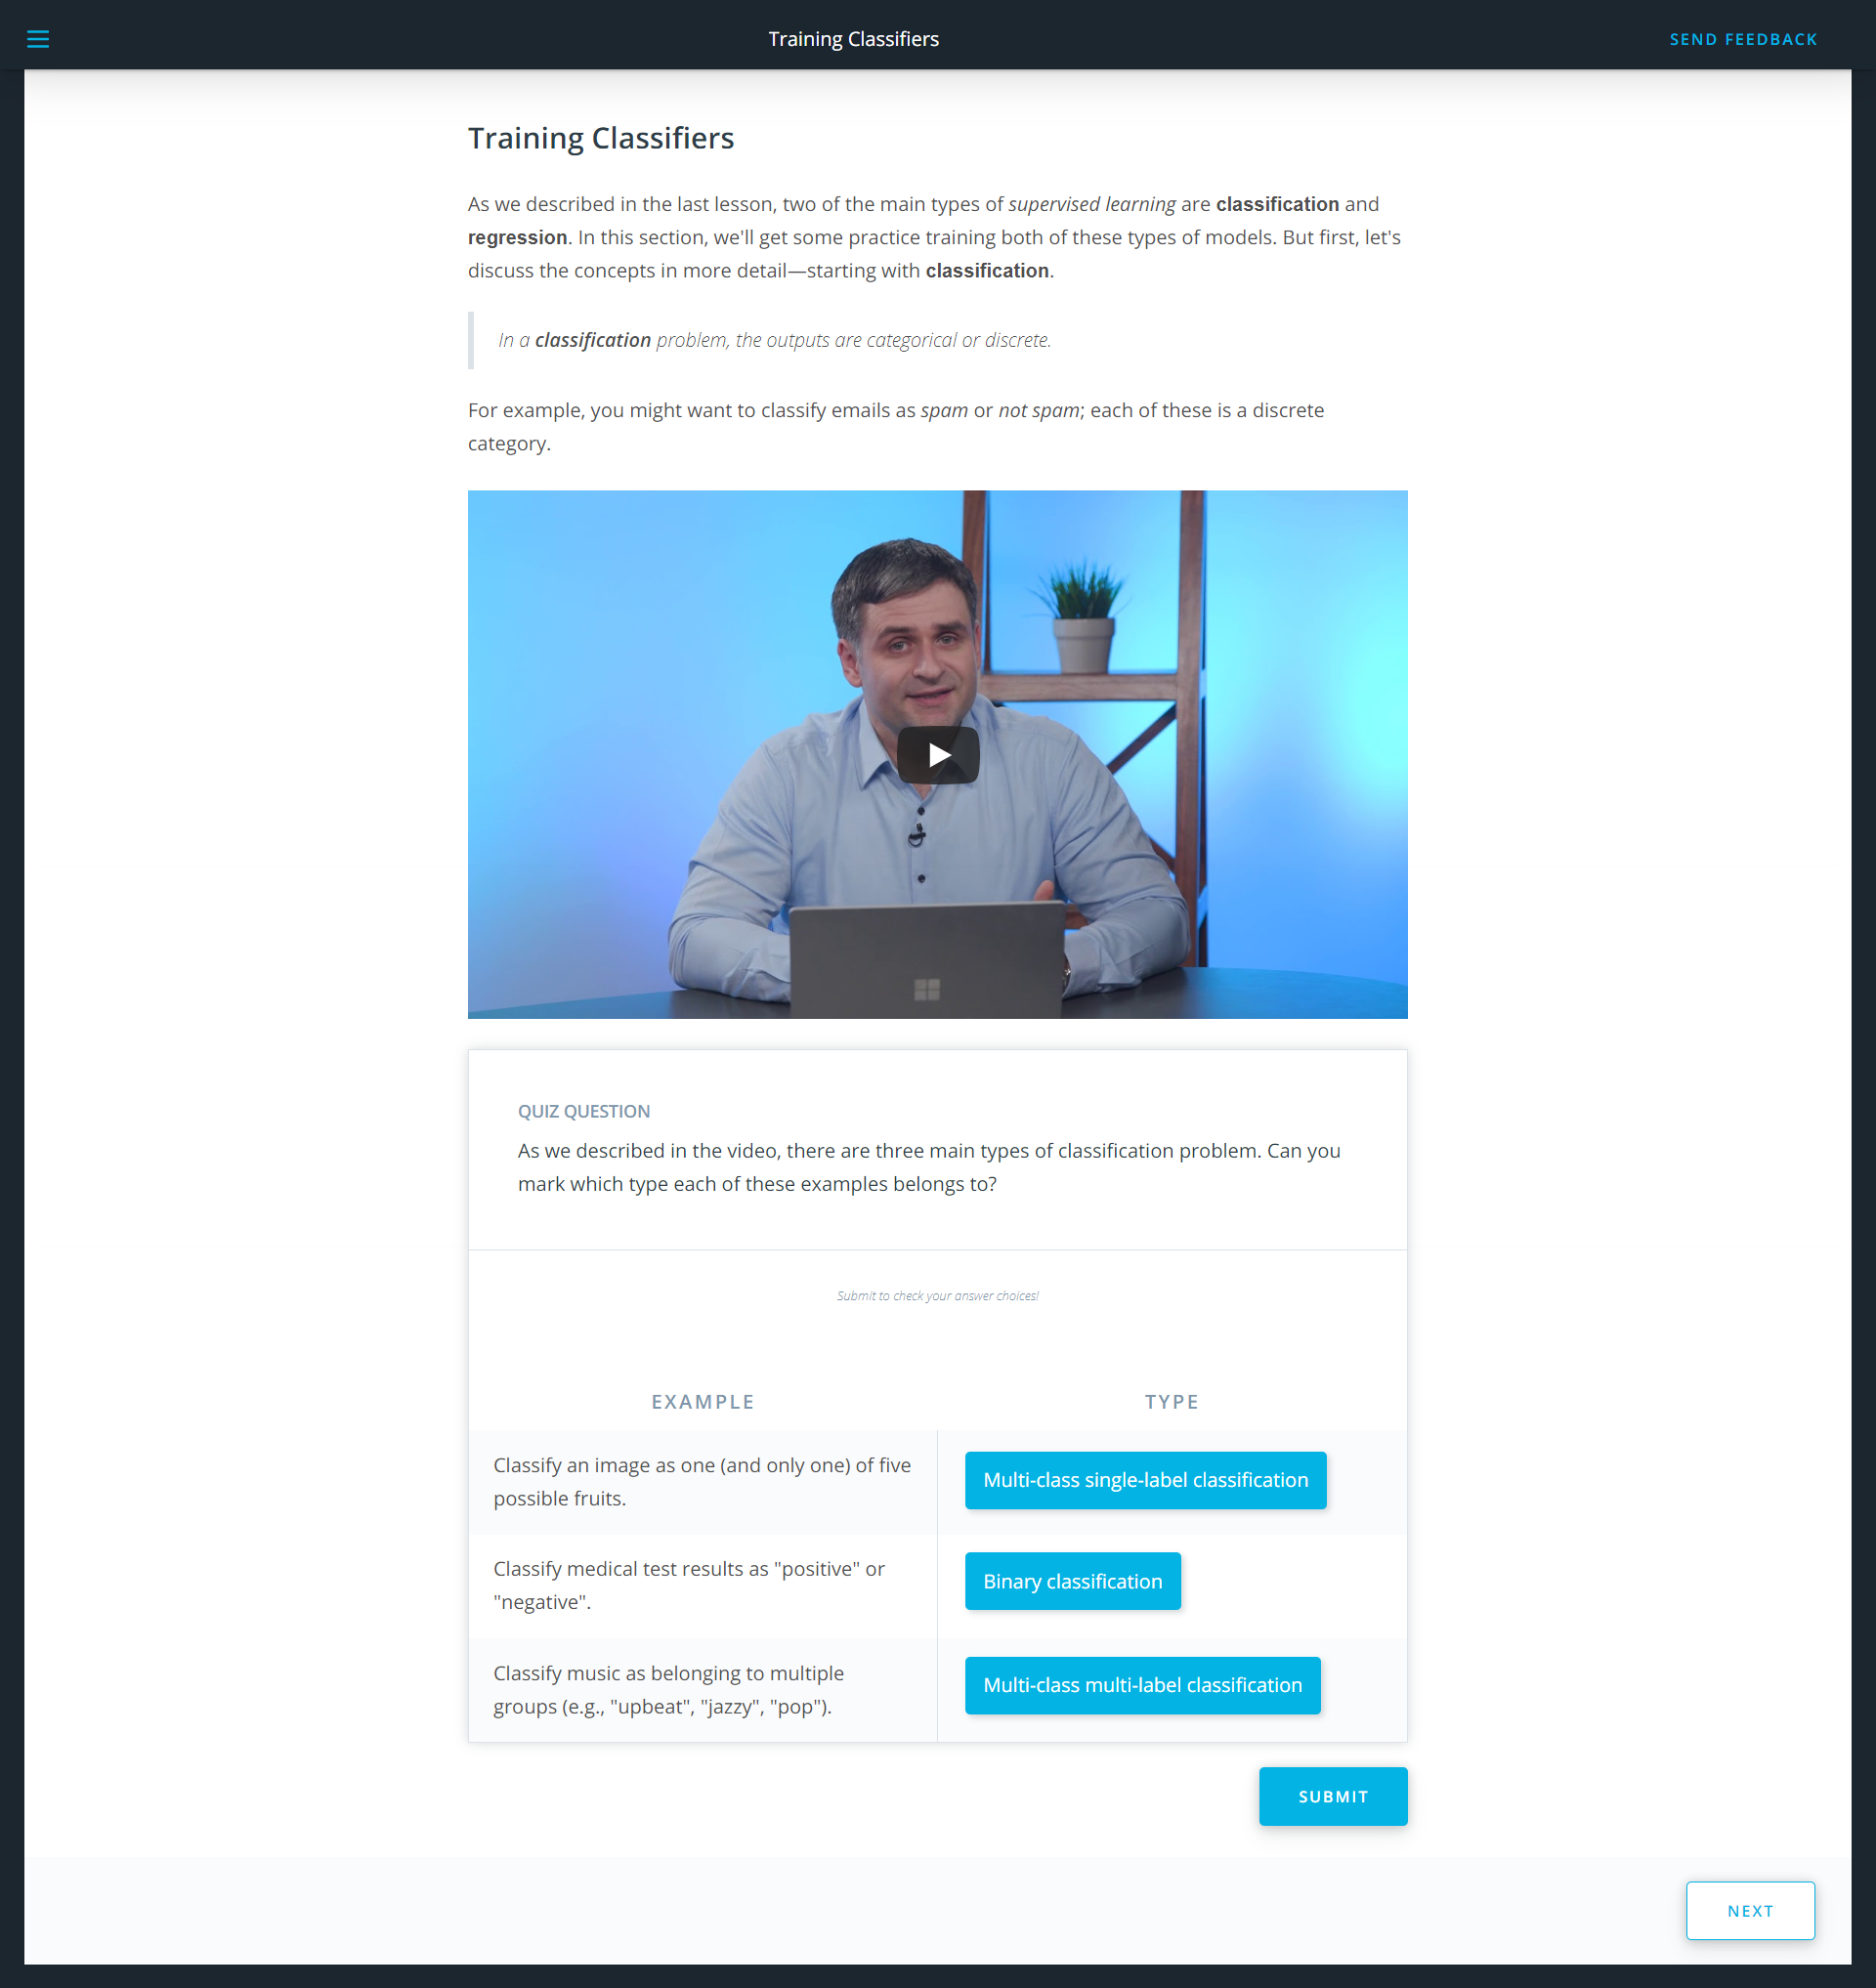 Training Classifiers
SEND FEEDBACK
Training Classifiers
As we described in the last lesson, two of the main types of supervised learning are classification and
regression. In this section, we'll get some practice training both of these types of models. But first, let's
discuss the concepts in more detail—starting with classification.
In a classification problem, the outputs are categorical or discrete.
For example, you might want to classify emails as spam or not spam; each of these is a discrete
category.
QUIZ QUESTION
As we described in the video, there are three main types of classification problem. Can you
mark which type each of these examples belongs to?
Submit to check your answer choices!
EXAMPLE
TYPE
Classify an image as one (and only one) of five
possible fruits.
Multi-class single-label classification
Classify medical test results as "positive" or
"negative".
Binary classification
Classify music as belonging to multiple
groups (e.g., "upbeat", "jazzy", "pop").
Multi-class multi-label classification
SUBMIT
NEXT